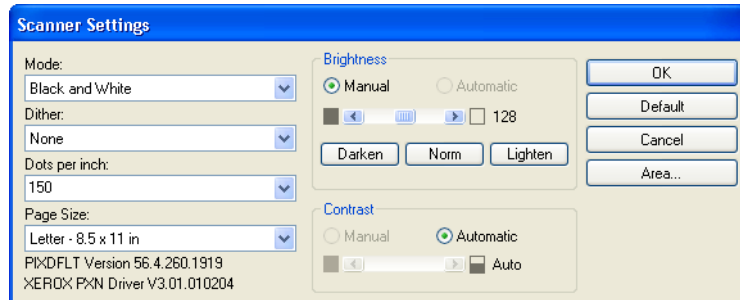 Scanner Settings
Mode:
Black and White
Dither:
None
Dots per inch:
150
Page Size:
Letter - 8.5 x 11 in
PIXDFLT Version 56.4.260.1919
XEROX PXN Driver V3.01.010204
Brightness
Manual Automatic
128
Darken Norm Lighten
Contrast
Manual Automatic
Auto
OK
Default
Cancel
Area...